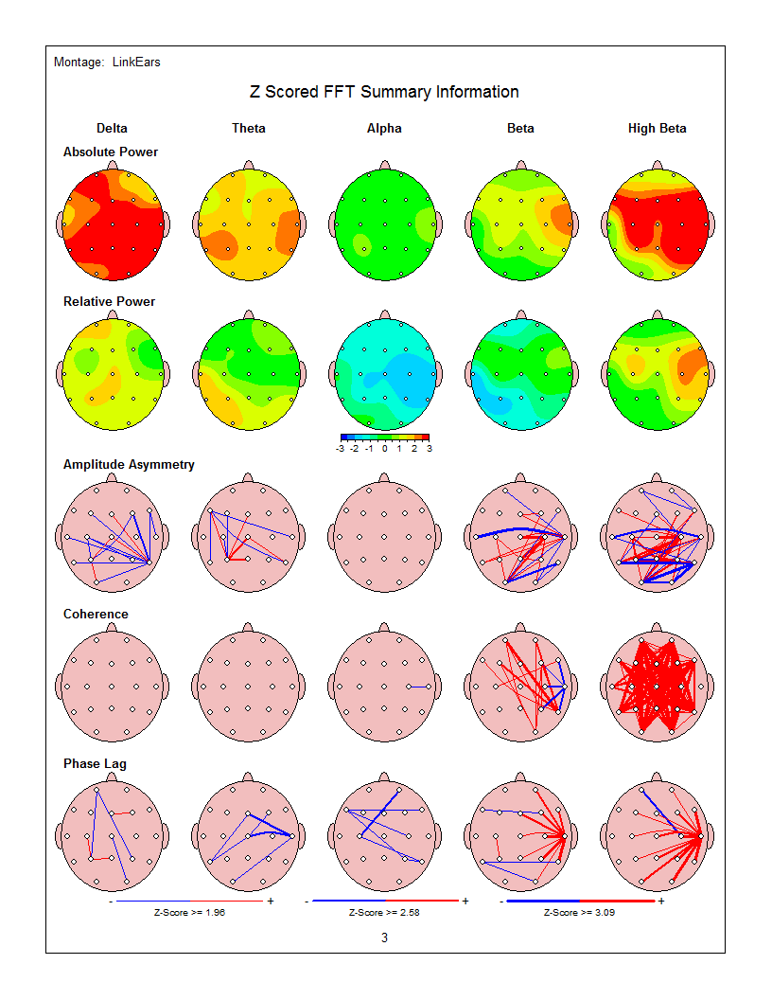 Montage: LinkEars
Z Scored FFT Summary Information
Delta Theta Alpha Beta High Beta
Absolute Power
Relative Power
-3 -2 -1 0 1 2 3
Amplitude Asymmetry
Coherence
Phase Lag
- + - + - +
Z-Score >= 1.96 Z-Score >= 2.58 Z-Score >= 3.09
3